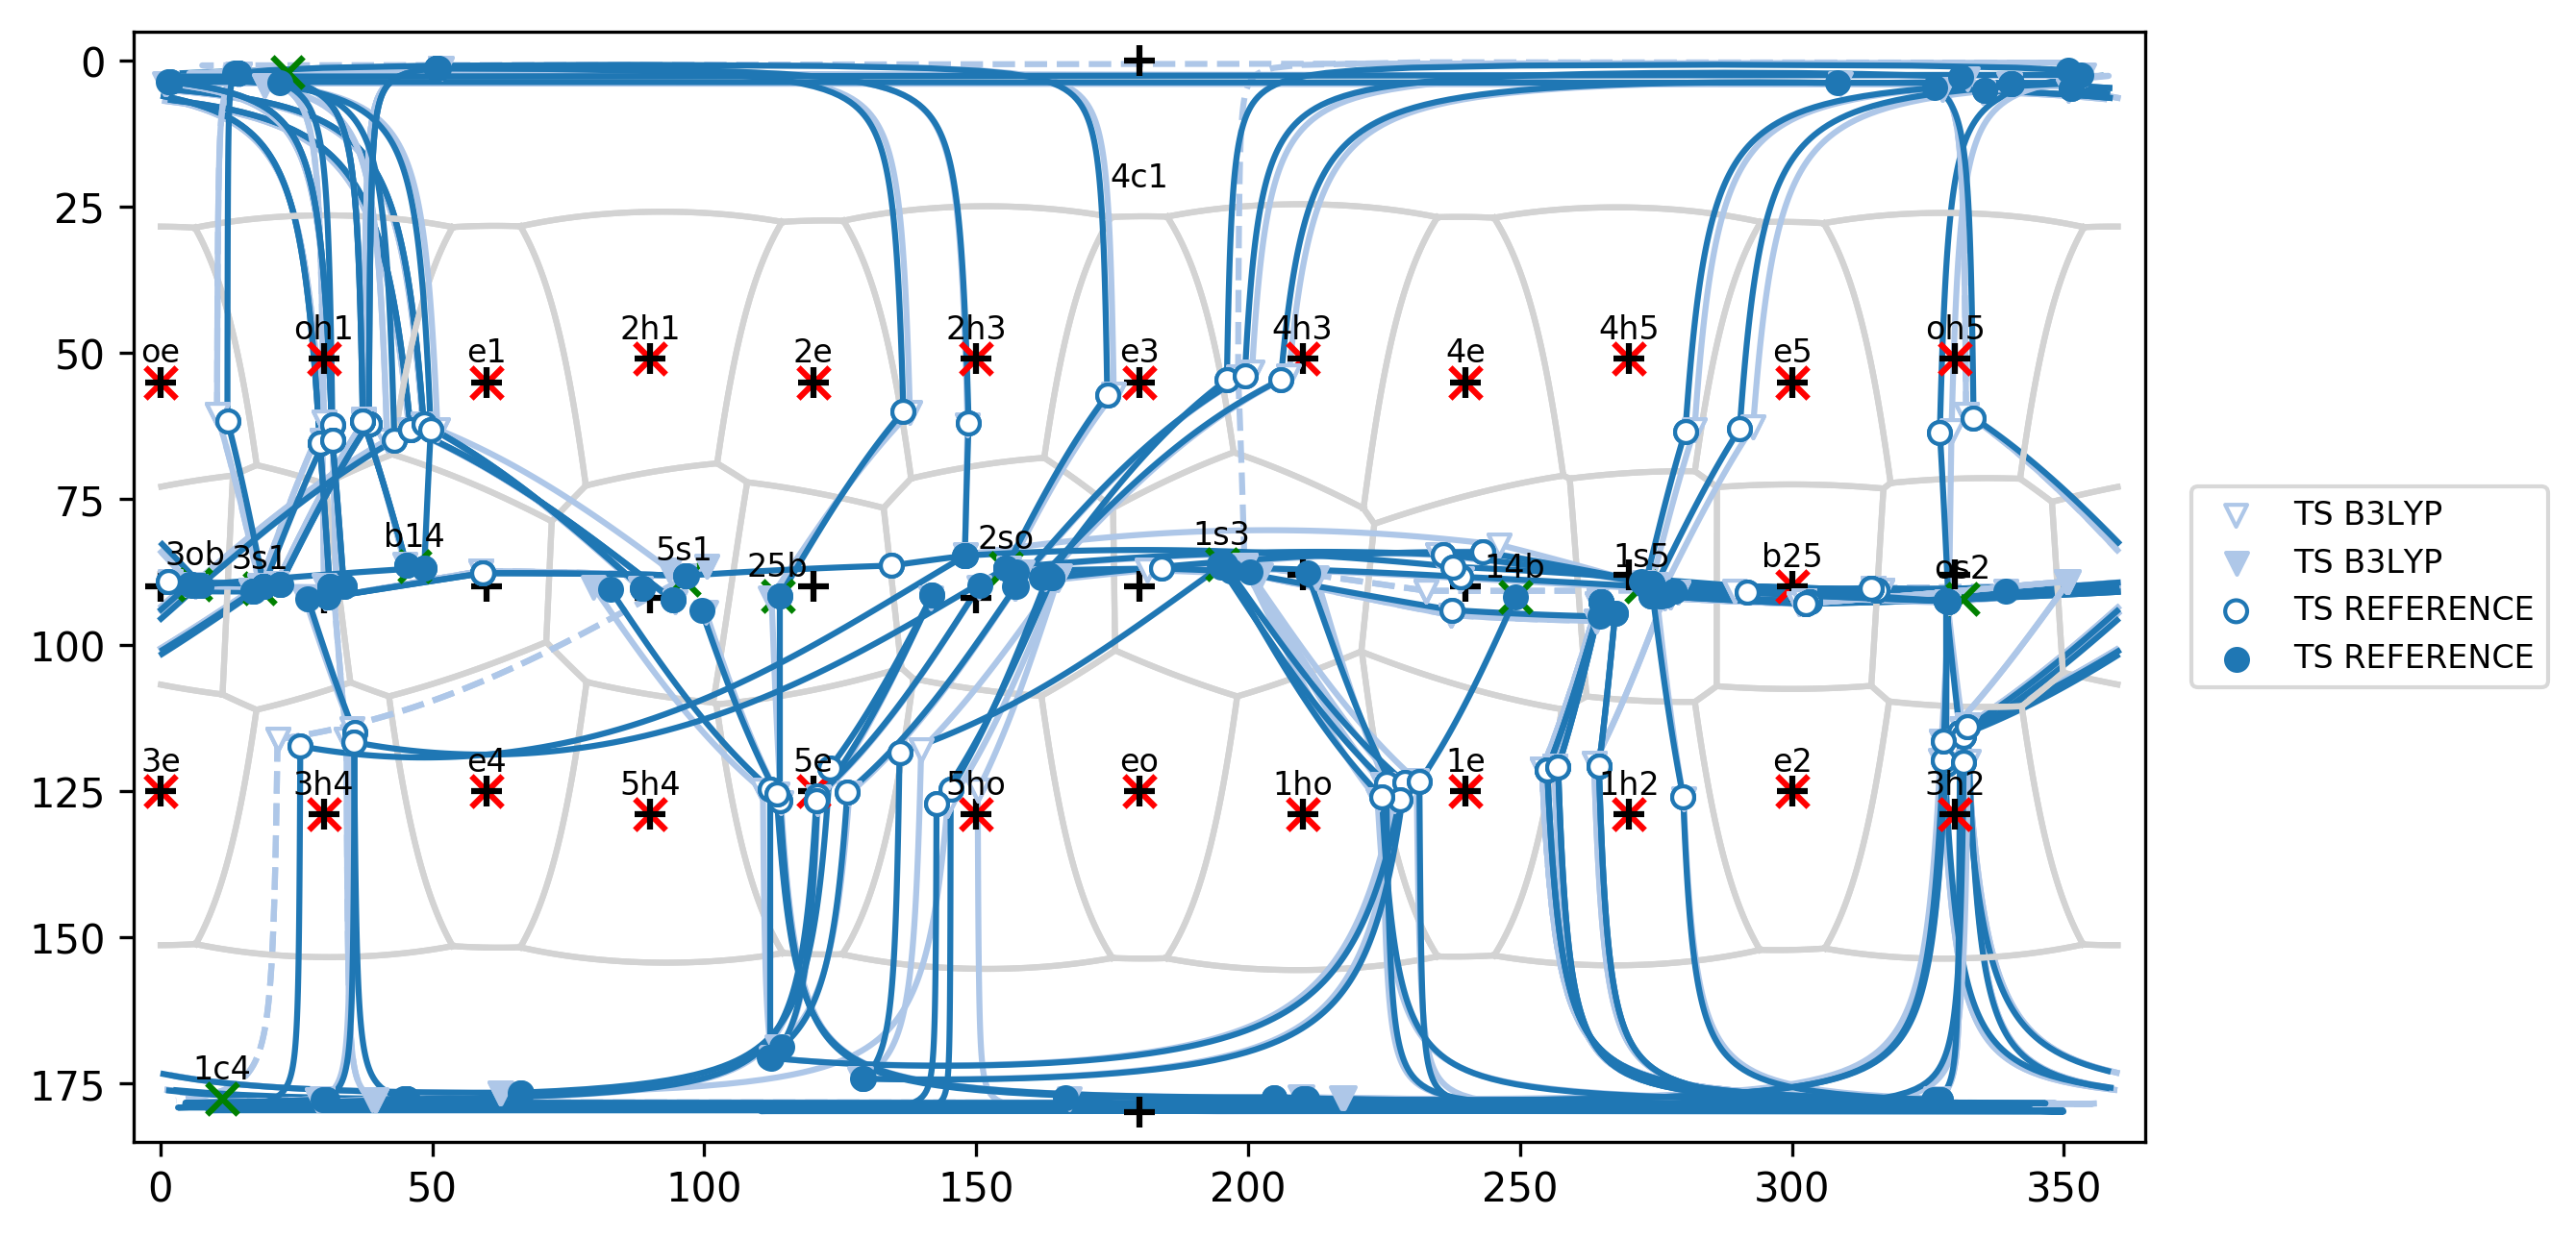 0
4c1
25
oh1 2h1 2h3 4h3 4h5 oh5
oe e1 2e e3 4e e5
50
75
3ob 3s1 b14 5s1 25b 2so 1s3 14b 1s5 b25 os2
100
3e e4 5e eo 1e e2
3h4 5h4 5ho 1ho 1h2 3h2
125
150
1c4
175
0 50 100 150 200 250 300 350
TS B3LYP
TS B3LYP
TS REFERENCE
TS REFERENCE